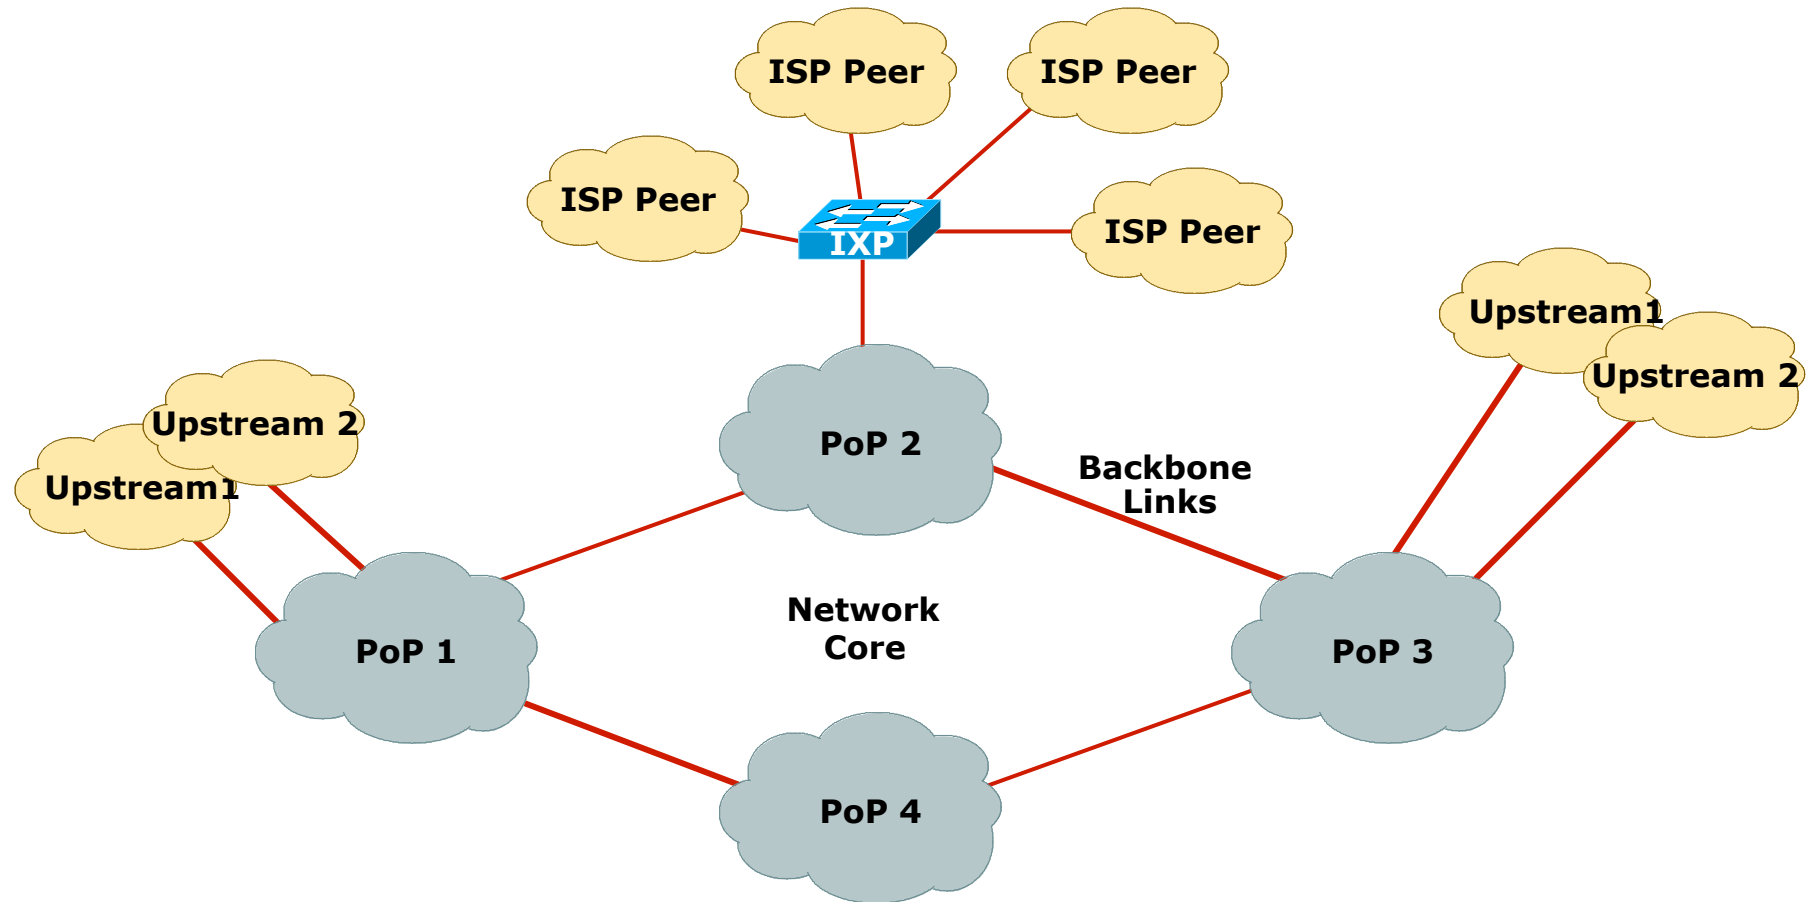 ISP Peer
ISP Peer
ISP Peer
ISP Peer
IXP
Upstream1
Upstream 2
Upstream 2
Upstream1
PoP 2
Backbone
Links
Network
Core
PoP 1
PoP 3
PoP 4